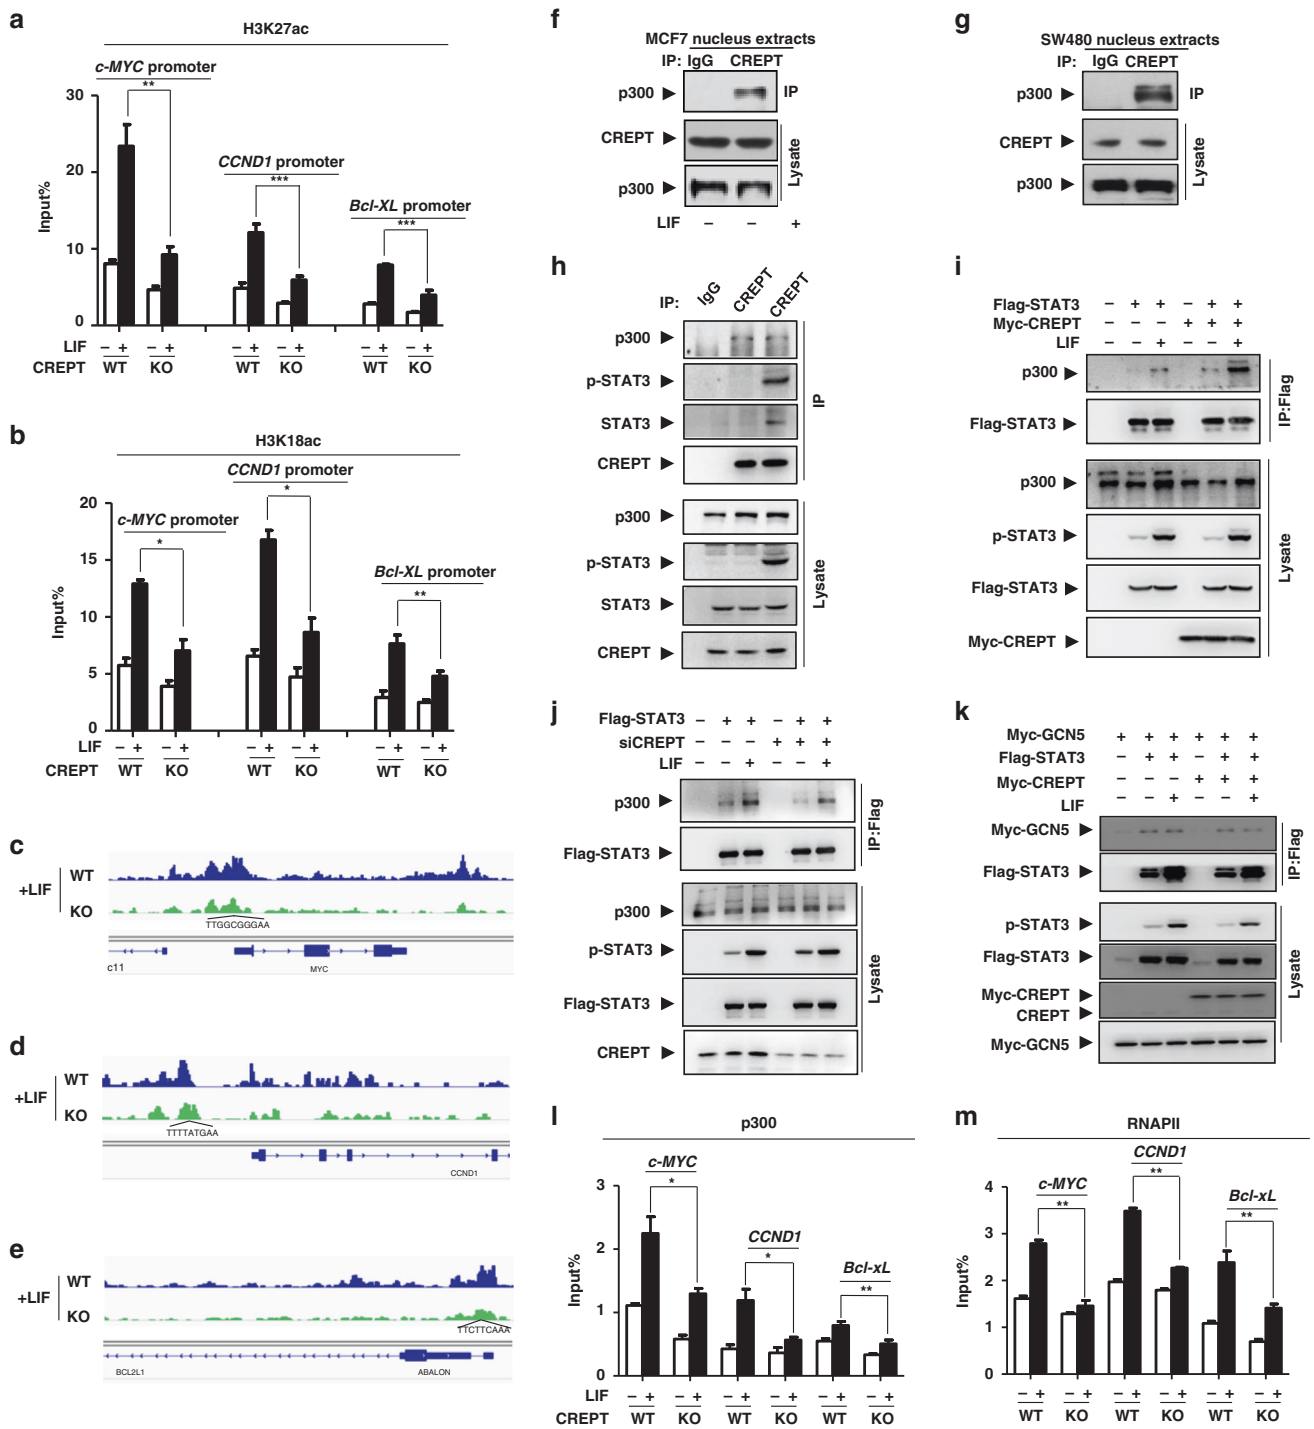 a
H3K27ac
c-MYC promoter
**
CCND1 promoter
***
Bcl-XL promoter
***
Input%
30
20
10
0
LIF – + – + – + – + – + – +
CREPT WT KO WT KO WT KO
b
H3K18ac
CCND1 promoter
*
c-MYC promoter
*
Bcl-XL promoter
**
Input%
20
15
10
5
0
LIF – + – + – + – + – + – +
CREPT WT KO WT KO WT KO
c
+LIF
WT
KO
TTGGCGGGAA
c11
MYC
d
+LIF
WT
KO
TTTTATGAA
CCND1
e
+LIF
WT
KO
TTCTTCAAA
BCL2L1
ABALON
f
MCF7 nucleus extracts
IP: IgG CREPT
p300
IP
CREPT
p300
Lysate
LIF – – +
g
SW480 nucleus extracts
IP: IgG CREPT
p300
IP
CREPT
p300
Lysate
h
IP: IgG CREPT CREPT
p300
p-STAT3
STAT3
CREPT
IP
p300
p-STAT3
STAT3
CREPT
Lysate
i
Flag-STAT3 – + + – + +
Myc-CREPT – – – + + +
LIF – – + – – +
p300
Flag-STAT3
IP:Flag
p300
p-STAT3
Flag-STAT3
Myc-CREPT
Lysate
j
Flag-STAT3 – + + – + +
siCREPT – – – + + +
LIF – – + – – +
p300
Flag-STAT3
IP:Flag
p300
p-STAT3
Flag-STAT3
CREPT
Lysate
k
Myc-GCN5 + + + + + +
Flag-STAT3 – + + – + +
Myc-CREPT – – – + + +
LIF – – + – – +
Myc-GCN5
Flag-STAT3
IP:Flag
p-STAT3
Flag-STAT3
Myc-CREPT
CREPT
Myc-GCN5
Lysate
l
p300
c-MYC
*
CCND1
*
Bcl-xL
**
Input%
3
2
1
0
LIF – + – + – + – + – + – +
CREPT WT KO WT KO WT KO
m
RNAPII
CCND1
**
c-MYC
**
Bcl-xL
**
Input%
4
3
2
1
0
– + – + – + – + – + – +
WT KO WT KO WT KO